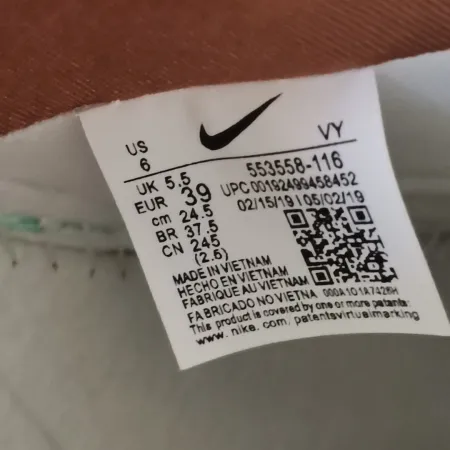 US
6
VY
553558-116
UK 5,5
EUR 39
cm 24.5
BR 37.5
CN 245
(2.6)
UPC 00192499458452
02/15/19 05/02/19
MADE IN VIETNAM
HECHO EN VIETNAM
FABRIQUE AU VIETNAM
FABRICADO NO VIETNA
000A101A7426H
This product is covered by one or more patents:
www.nike.com/patentsvirtualmarking